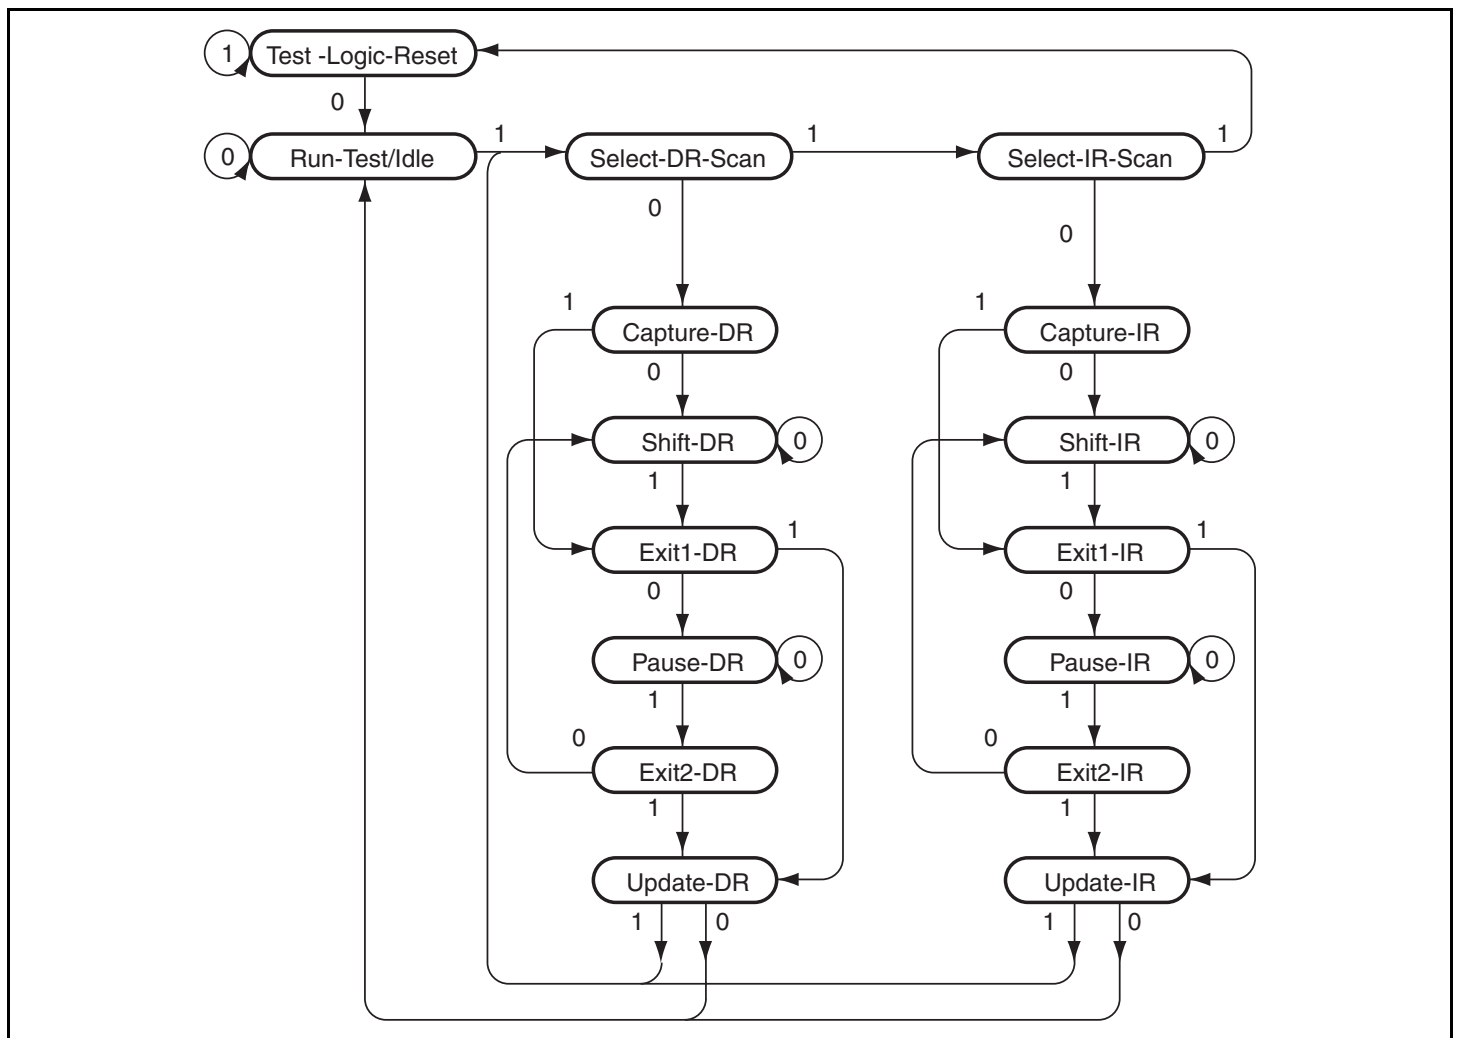 1 Test -Logic-Reset
0
0 Run-Test/Idle 1 Select-DR-Scan 1 Select-IR-Scan 1
0 0
1 1
Capture-DR Capture-IR
0 0
Shift-DR 0 Shift-IR 0
1 1
Exit1-DR 1 Exit1-IR 1
0 0
Pause-DR 0 Pause-IR 0
1 1
0 0
Exit2-DR Exit2-IR
1 1
Update-DR Update-IR
1 0 1 0